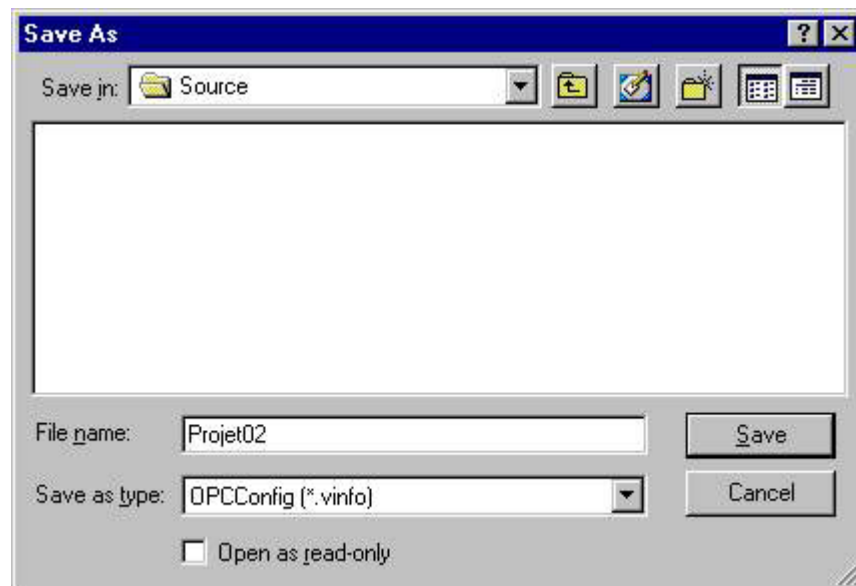 Save As
Save in: Source
File name: Projet02 Save
Save as type: OPCConfig (*.vinfo) Cancel
Open as read-only